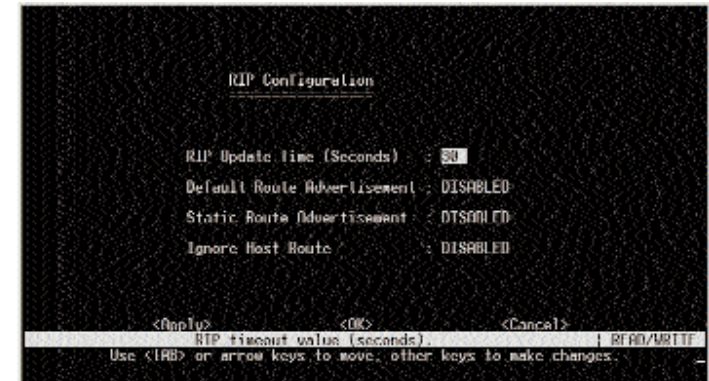 RIP Configuration
RIP Update Time (Seconds) :
Default Route Advertisement : DISABLED
Static Route Advertisement : DISABLED
Ignore Host Route : DISABLED
<Apply> <OK> <Cancel>
RIP timeout value (seconds). | READ/WRITE
Use <TAB> or arrow keys to move, other keys to make changes.